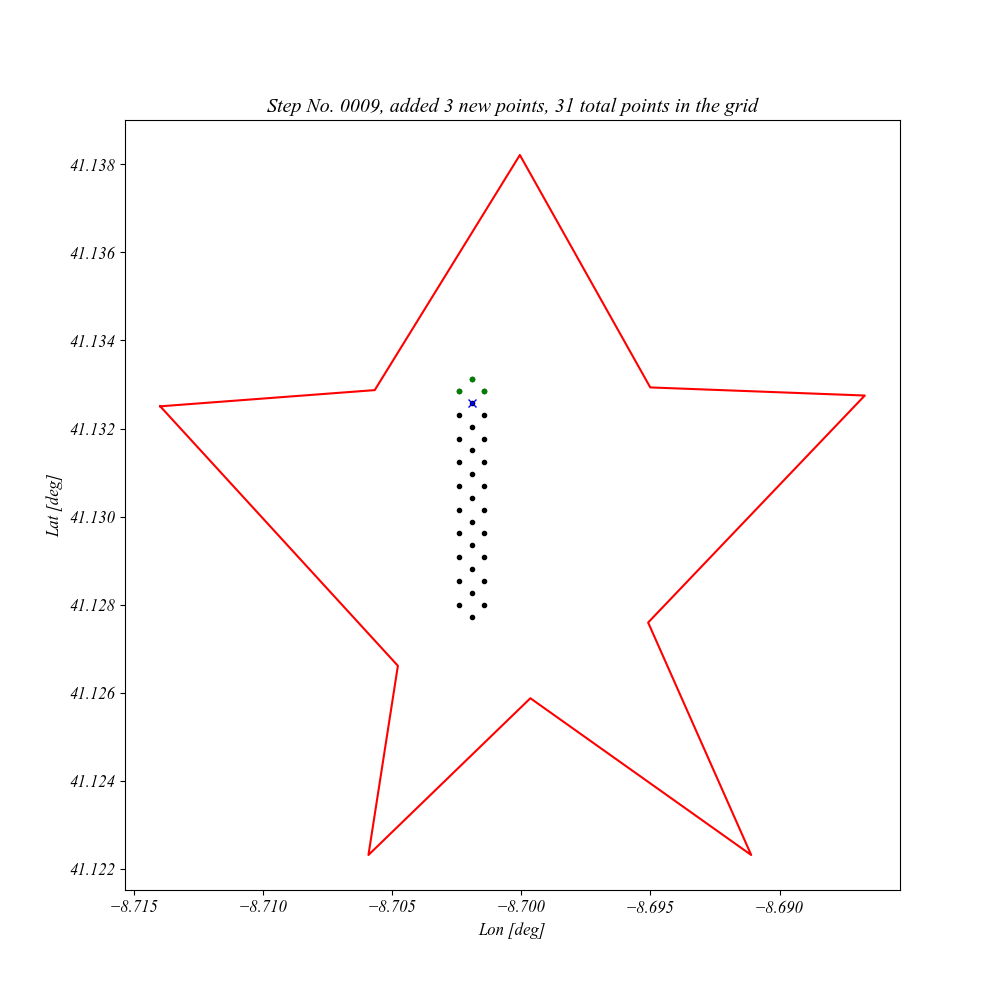 Step No. 0009, added 3 new points, 31 total points in the grid
41.138
41.136
41.134
41.132
41.130
41.128
41.126
41.124
41.122
Lat [deg]
−8.715 −8.710 −8.705 −8.700 −8.695 −8.690
Lon [deg]